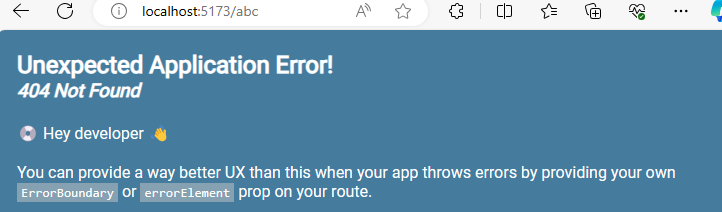 localhost:5173/abc
Unexpected Application Error!
404 Not Found
💿 Hey developer 👋
You can provide a way better UX than this when your app throws errors by providing your own
ErrorBoundary or errorElement prop on your route.